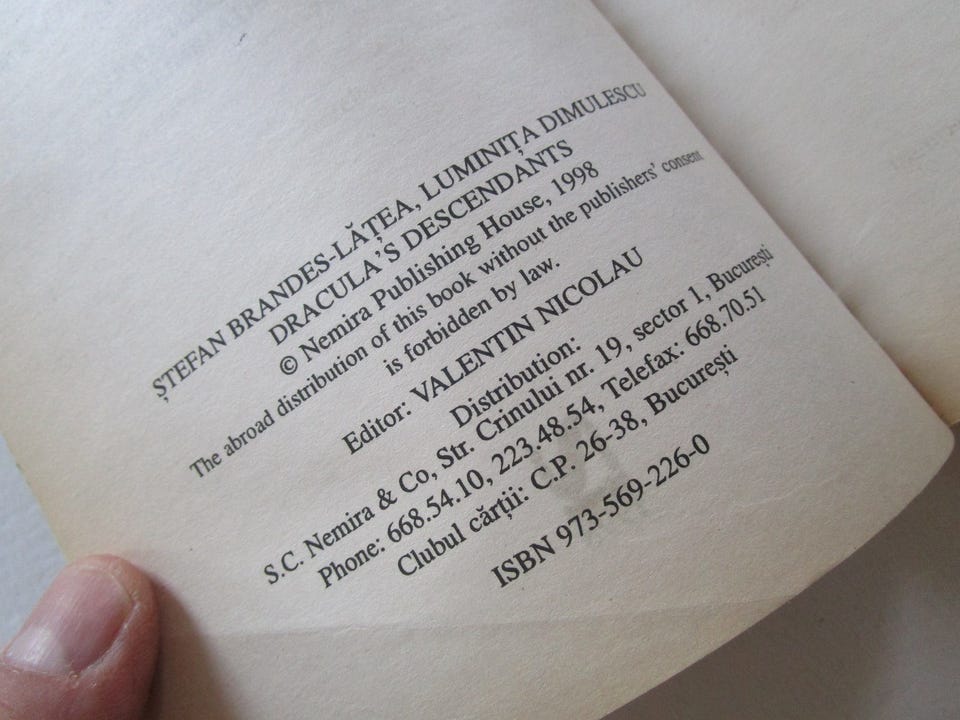 ȘTEFAN BRANDES-LĂȚEA, LUMINIȚA DIMULESCU
DRACULA'S DESCENDANTS
© Nemira Publishing House, 1998
The abroad distribution of this book without the publishers' consent
is forbidden by law.
Editor: VALENTIN NICOLAU
Distribution:
S.C. Nemira & Co, Str. Crinului nr. 19, sector 1, București
Phone: 668.54.10, 223.48.54, Telefax: 668.70.51
Clubul cărții: C.P. 26-38, București
ISBN 973-569-226-0